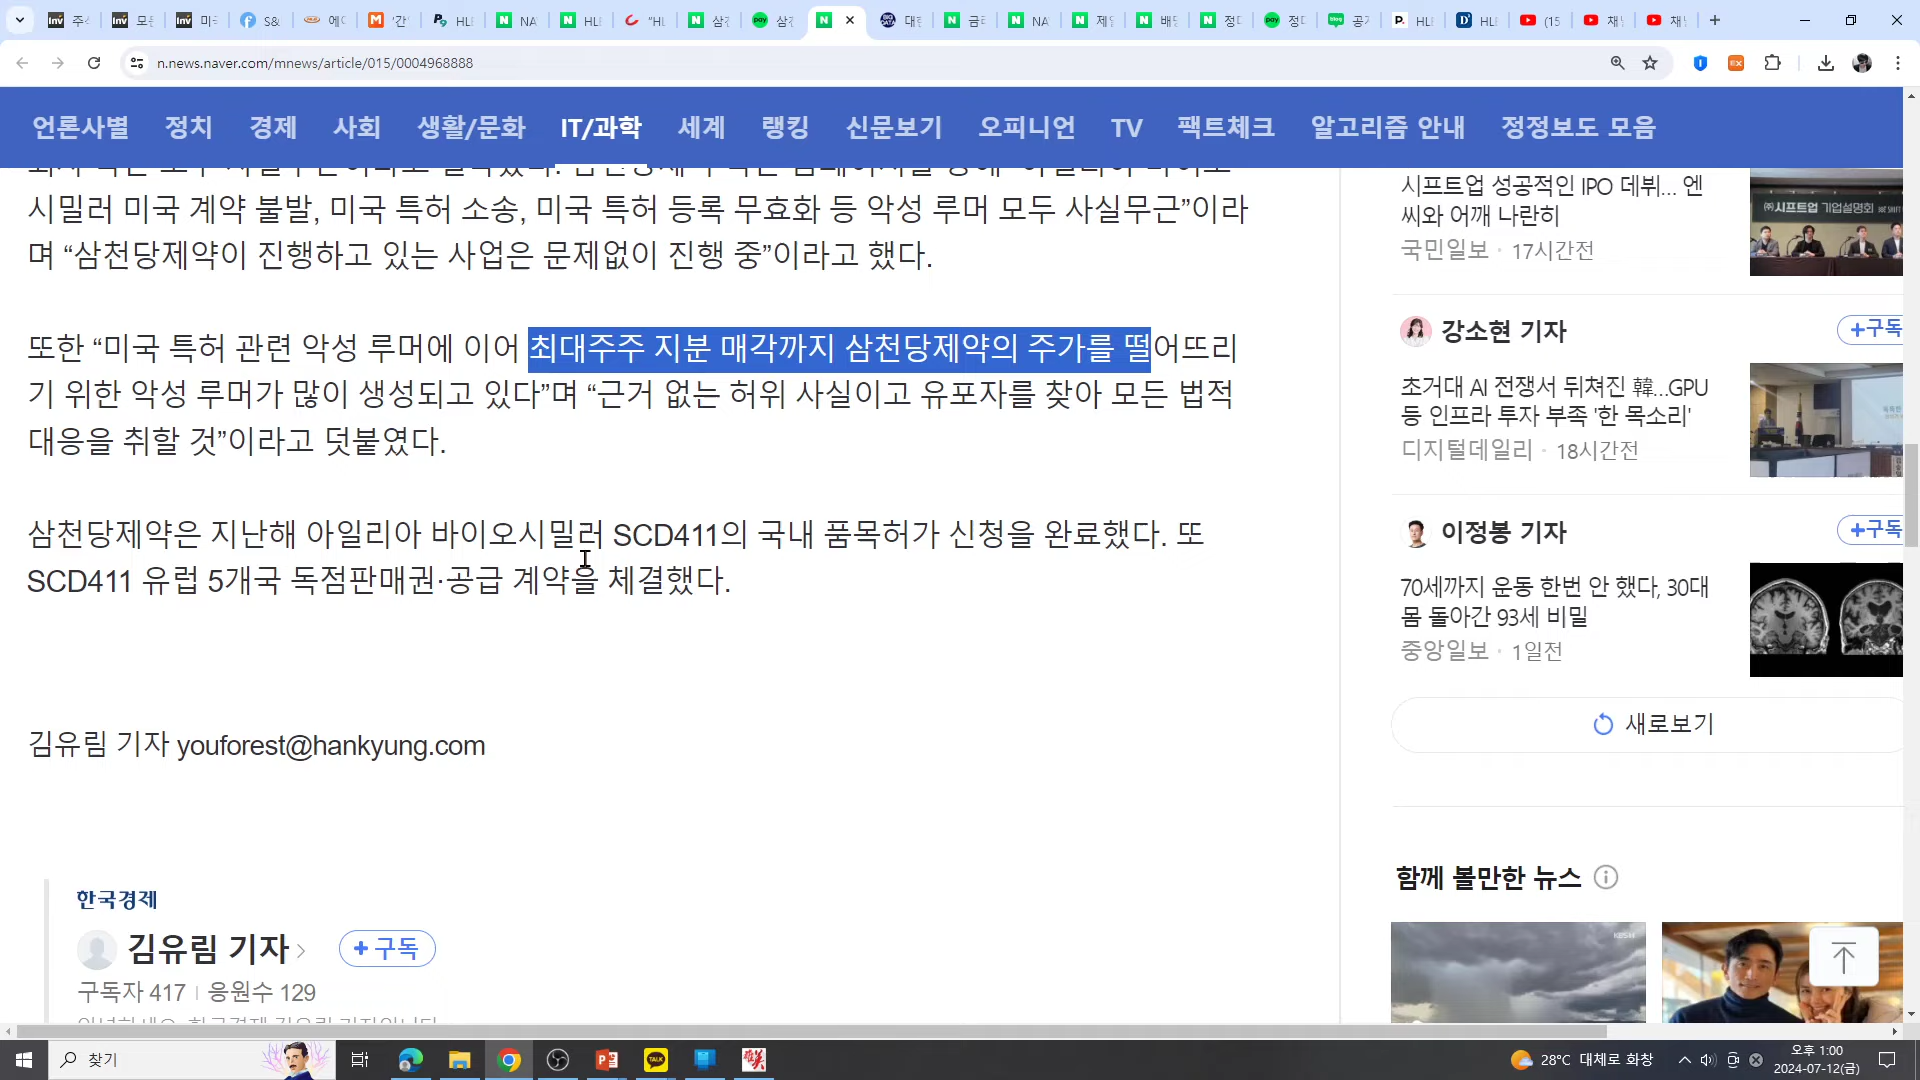 n.news.naver.com/mnews/article/015/0004968888
언론사별 정치 경제 사회 생활/문화 IT/과학 세계 랭킹 신문보기 오피니언 TV 팩트체크 알고리즘 안내 정정보도 모음
시밀러 미국 계약 불발, 미국 특허 소송, 미국 특허 등록 무효화 등 악성 루머 모두 사실무근”이라
며 “삼천당제약이 진행하고 있는 사업은 문제없이 진행 중”이라고 했다.
또한 “미국 특허 관련 악성 루머에 이어 최대주주 지분 매각까지 삼천당제약의 주가를 떨어뜨리
기 위한 악성 루머가 많이 생성되고 있다”며 “근거 없는 허위 사실이고 유포자를 찾아 모든 법적
대응을 취할 것”이라고 덧붙였다.
삼천당제약은 지난해 아일리아 바이오시밀러 SCD411의 국내 품목허가 신청을 완료했다. 또
SCD411 유럽 5개국 독점판매권·공급 계약을 체결했다.
김유림 기자 youforest@hankyung.com
한국경제
김유림 기자
+ 구독
구독자 417 응원수 129
시프트업 성공적인 IPO 데뷔... 엔
씨와 어깨 나란히
국민일보 · 17시간전
㈜시프트업 기업설명회
강소현 기자
+구독
초거대 AI 전쟁서 뒤쳐진 韓...GPU
등 인프라 투자 부족 '한 목소리'
디지털데일리 · 18시간전
이정봉 기자
+구독
70세까지 운동 한번 안 했다, 30대
몸 돌아간 93세 비밀
중앙일보 · 1일전
새로보기
함께 볼만한 뉴스
찾기
28°C 대체로 화창
오후 1:00
2024-07-12(금)